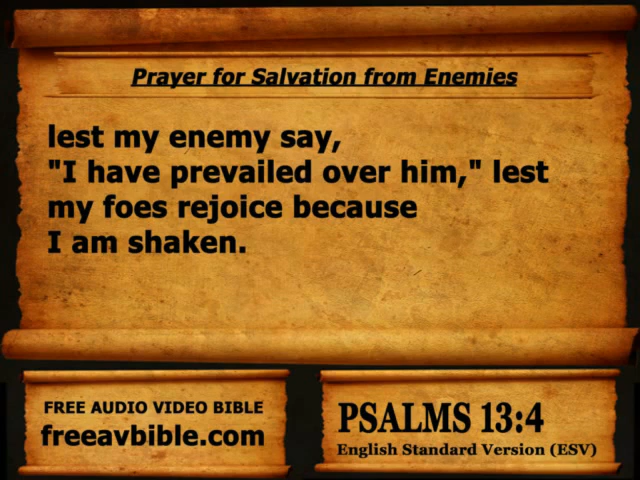 Prayer for Salvation from Enemies
lest my enemy say,
"I have prevailed over him," lest
my foes rejoice because
I am shaken.
FREE AUDIO VIDEO BIBLE
freeavbible.com
PSALMS 13:4
English Standard Version (ESV)